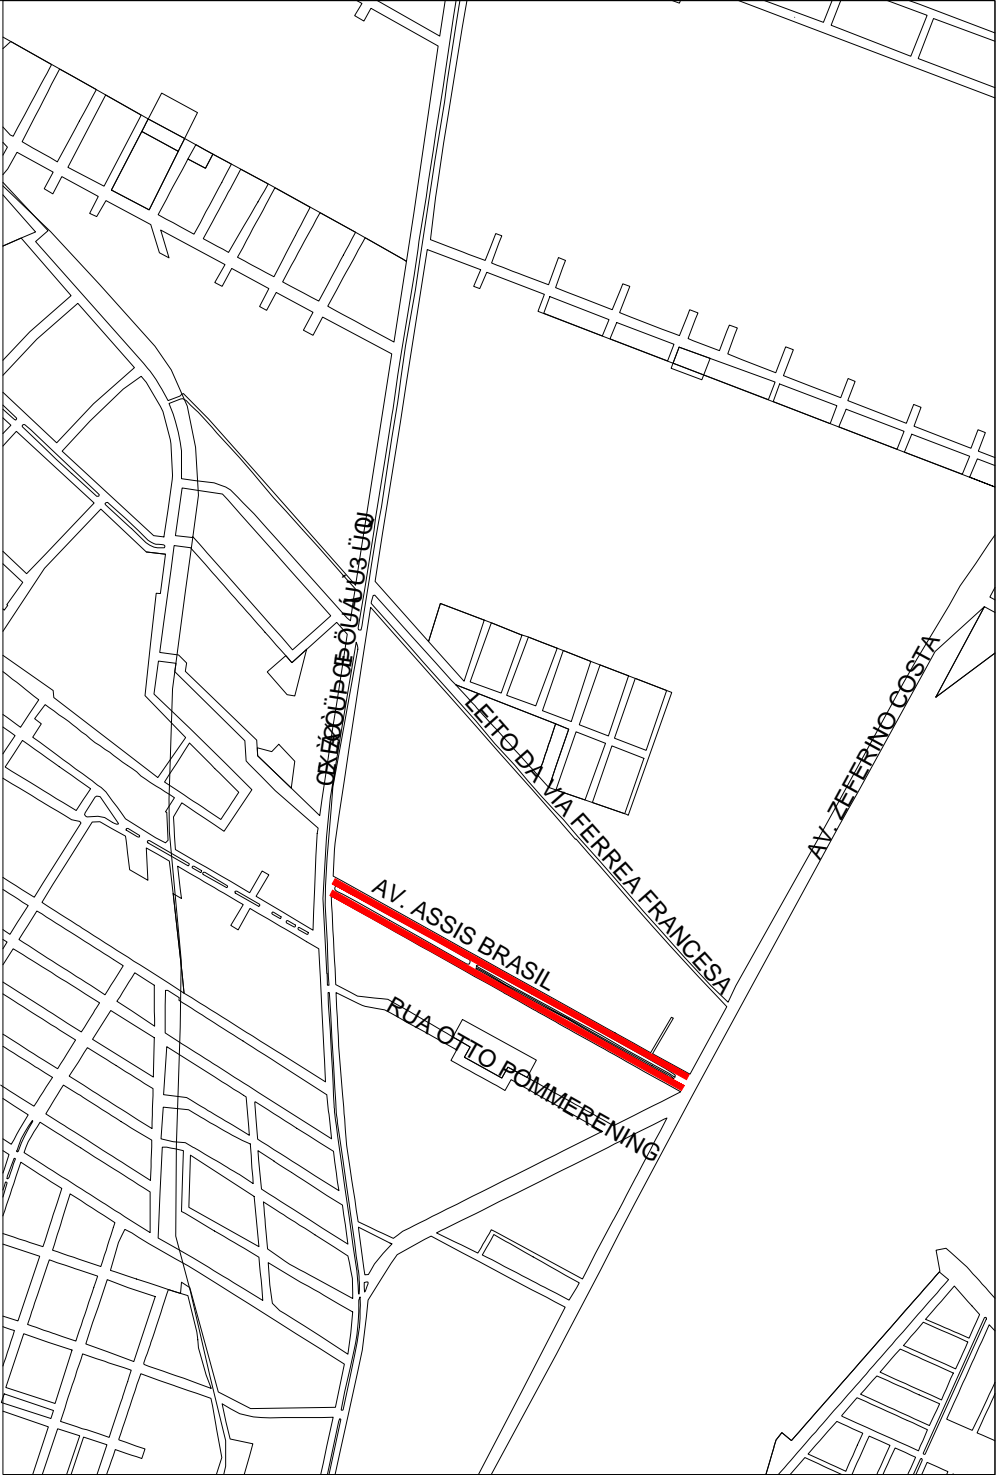 LEITO DA VIA FERREA FRANCESA
AV. ZEFERINO COSTA
AV. ASSIS BRASIL
RUA OTTO POMMERENING